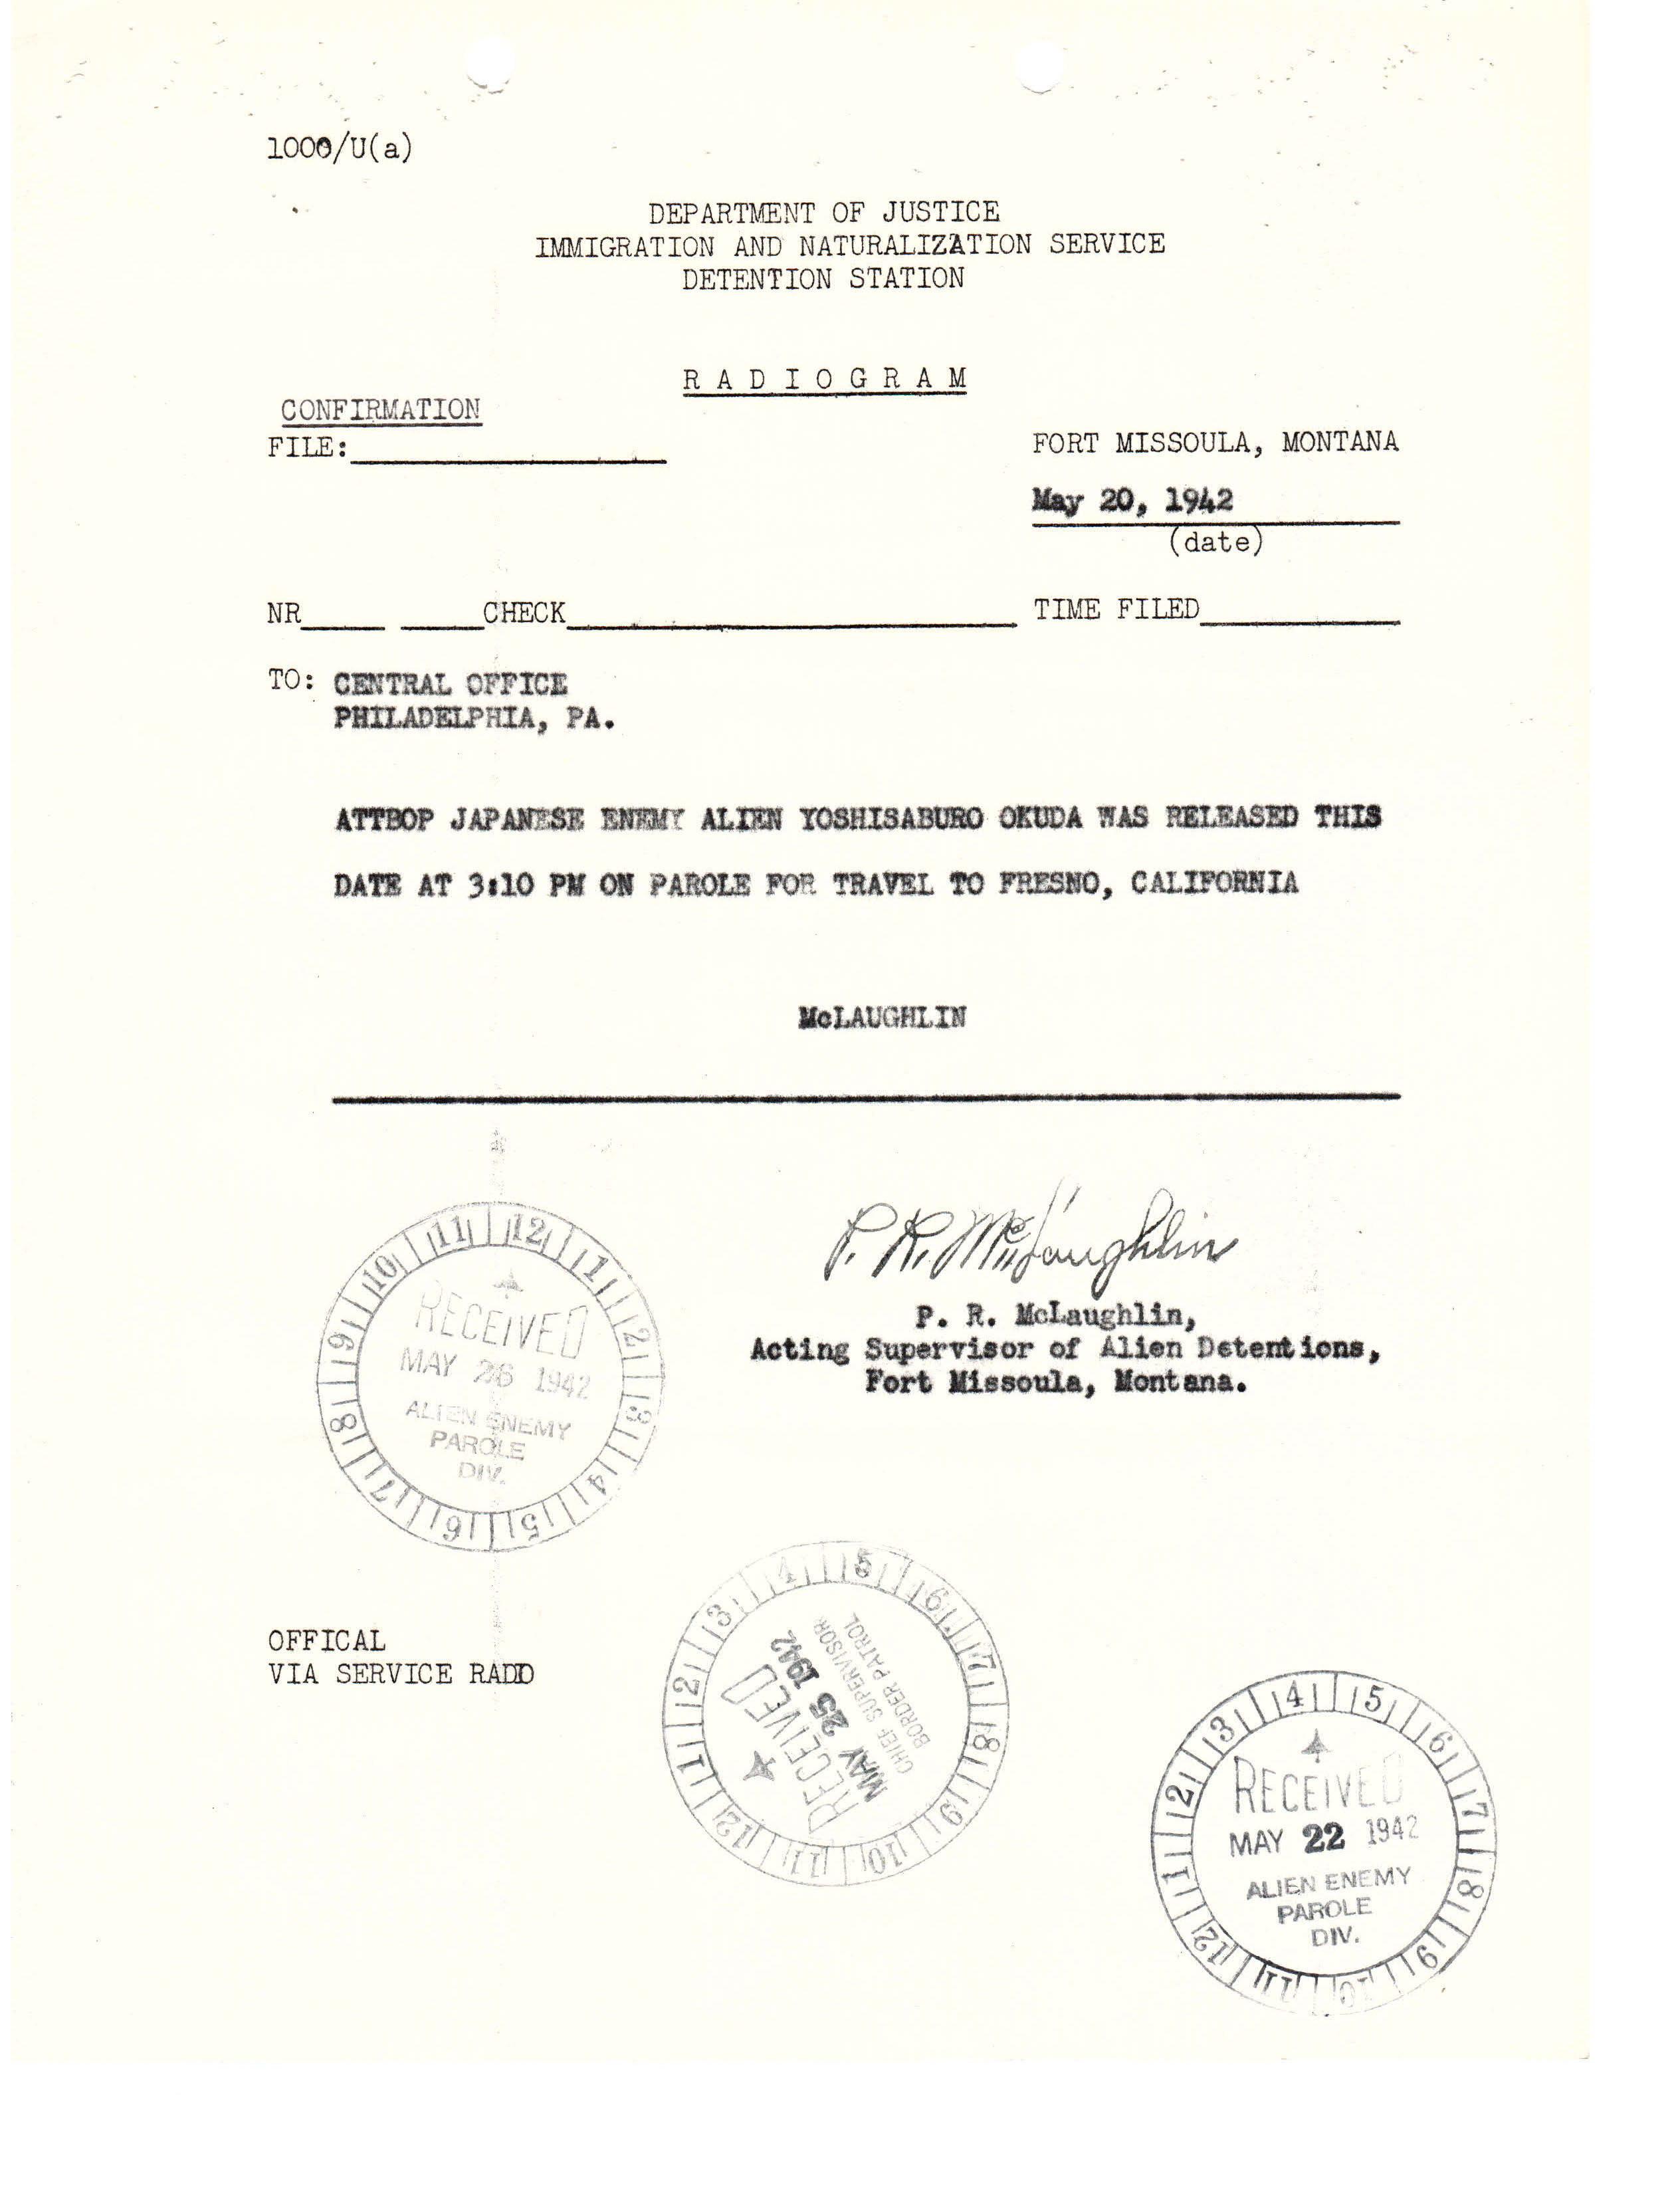 1000/U(a)
DEPARTMENT OF JUSTICE
IMMIGRATION AND NATURALIZATION SERVICE
DETENTION STATION
R A D I O G R A M
CONFIRMATION
FILE:
FORT MISSOULA, MONTANA
May 20, 1942
(date)
NR CHECK TIME FILED
TO: CENTRAL OFFICE
PHILADELPHIA, PA.
ATTBOP JAPANESE ENEMY ALIEN YOSHISABURO OKUDA WAS RELEASED THIS
DATE AT 3:10 PM ON PAROLE FOR TRAVEL TO FRESNO, CALIFORNIA
McLAUGHLIN
P. R. McLaughlin
P. R. McLaughlin,
Acting Supervisor of Alien Detentions,
Fort Missoula, Montana.
12 1 2 3 4 5 6 7 8 9 10 11
RECEIVED
MAY 26 1942
ALIEN ENEMY
PAROLE
DIV.
OFFICAL
VIA SERVICE RADD
12 1 2 3 4 5 6 7 8 9 10 11
RECEIVED
MAY 25 1942
CHIEF SUPERVISOR
BORDER PATROL
12 1 2 3 4 5 6 7 8 9 10 11
RECEIVED
MAY 22 1942
ALIEN ENEMY
PAROLE
DIV.